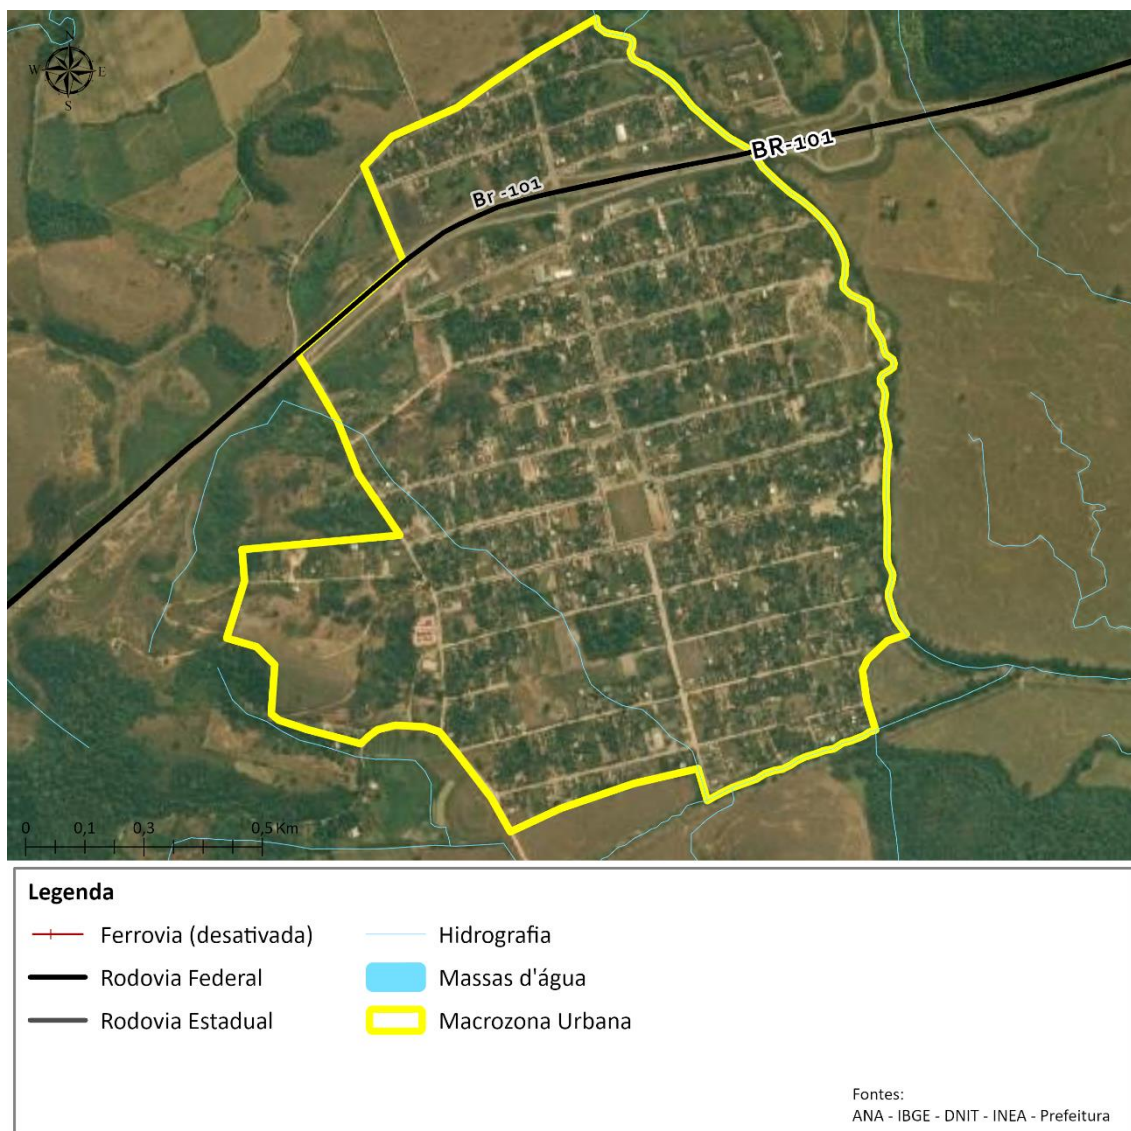 N
W E
S
BR-101
Br -101
0 0,1 0,3 0,5 Km
Legenda
Ferrovia (desativada)
Rodovia Federal
Rodovia Estadual
Hidrografia
Massas d'água
Macrozona Urbana
Fontes:
ANA - IBGE - DNIT - INEA - Prefeitura